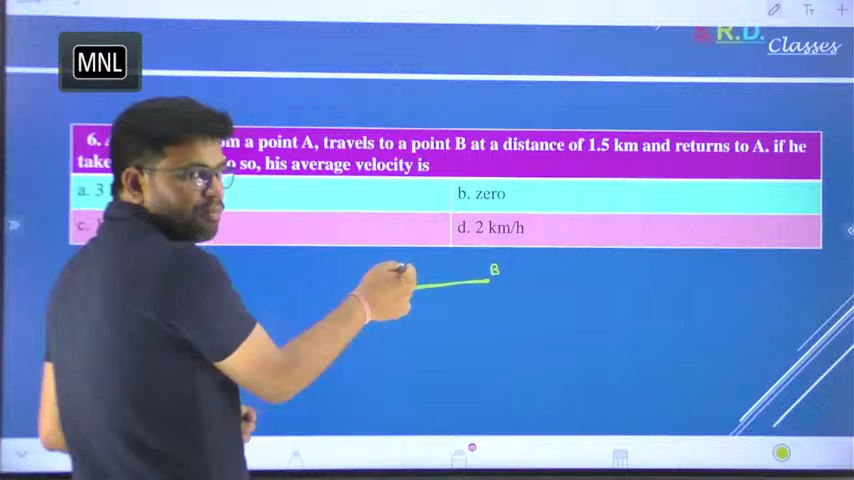 R.D.
Classes
MNL
6. om a point A, travels to a point B at a distance of 1.5 km and returns to A. if he
take o so, his average velocity is
a. 3
b. zero
c.
d. 2 km/h
B